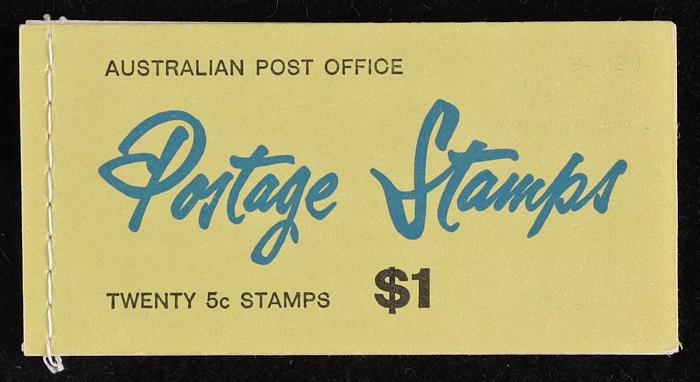 AUSTRALIAN POST OFFICE
Postage Stamps
TWENTY 5c STAMPS $1